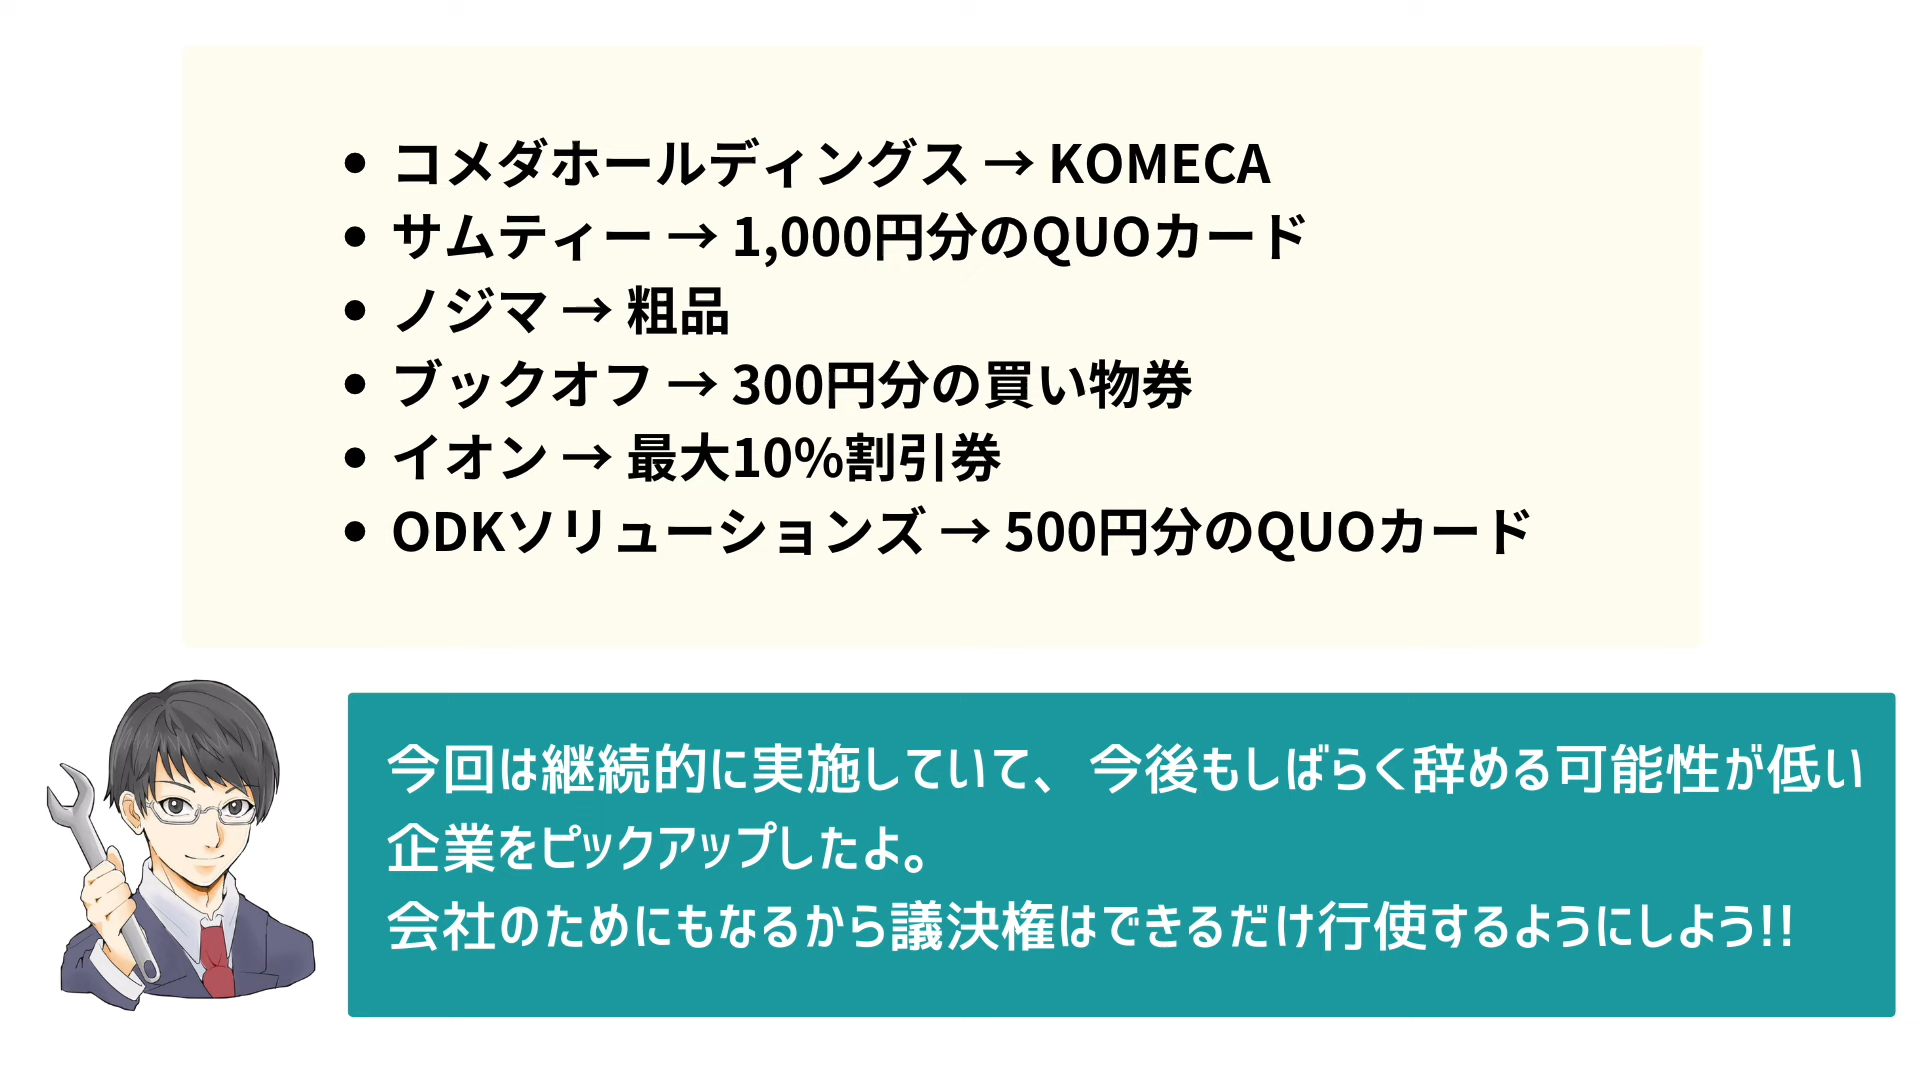 • コメダホールディングス → KOMECA
• サムティー → 1,000円分のQUOカード
• ノジマ → 粗品
• ブックオフ → 300円分の買い物券
• イオン → 最大10%割引券
• ODKソリューションズ → 500円分のQUOカード
今回は継続的に実施していて、今後もしばらく辞める可能性が低い
企業をピックアップしたよ。
会社のためにもなるから議決権はできるだけ行使するようにしよう!!